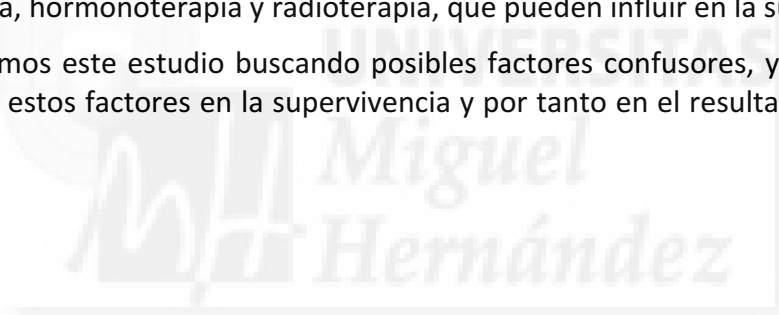 a, hormonoterapia y radioterapia, que pueden influir en la su
mos este estudio buscando posibles factores confusores, y
estos factores en la supervivencia y por tanto en el resulta
UNIVERSITAS
Miguel
Hernández